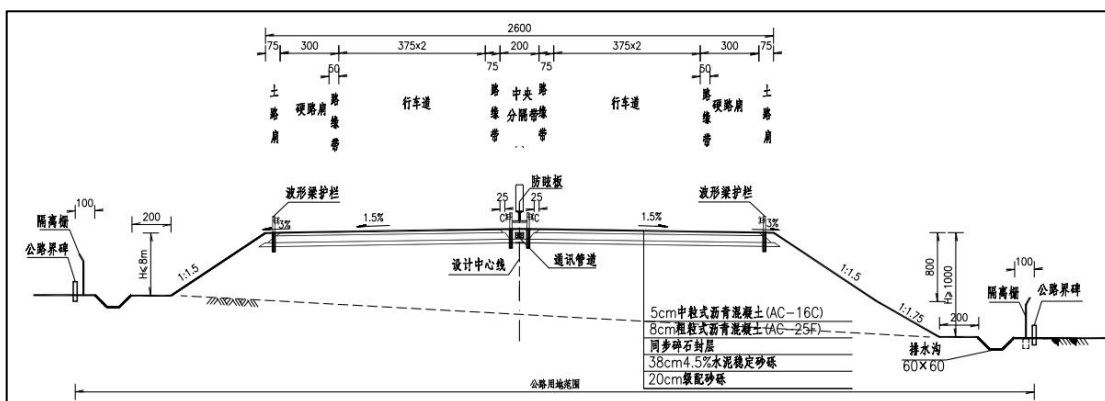 2600
75 300 375x2 200 375x2 300 75
50 75 75 50
土路肩
硬路肩
路缘带
行车道
路缘带
中央
分隔带
路缘带
行车道
路缘带
硬路肩
土路肩
防眩板
波形梁护栏
25 25
波形梁护栏
100
隔离栅
200
公路界碑
3%
1.5%
C C
1.5%
3%
H≤8m
1:1.5
设计中心线
通讯管道
1:1.5
800
H≥1000
100
隔离栅
公路界碑
1:1.75
200
5cm中粒式沥青混凝土(AC-16C)
8cm粗粒式沥青混凝土(AC-25F)
同步碎石封层
38cm4.5%水泥稳定砂砾
20cm级配砂砾
排水沟
60×60
公路用地范围